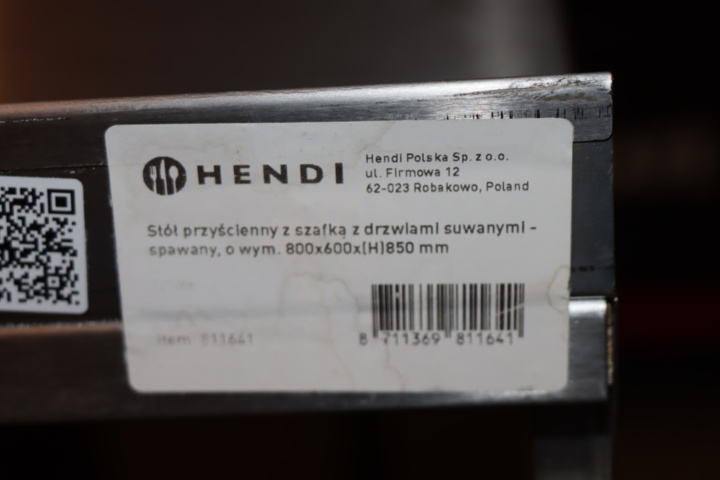 HENDI
Hendi Polska Sp. z o.o.
ul. Firmowa 12
62-023 Robakowo, Poland
Stół przyścienny z szafką z drzwiami suwanymi -
spawany, o wym. 800x600x(H)850 mm
item 811641
8 711369 811641